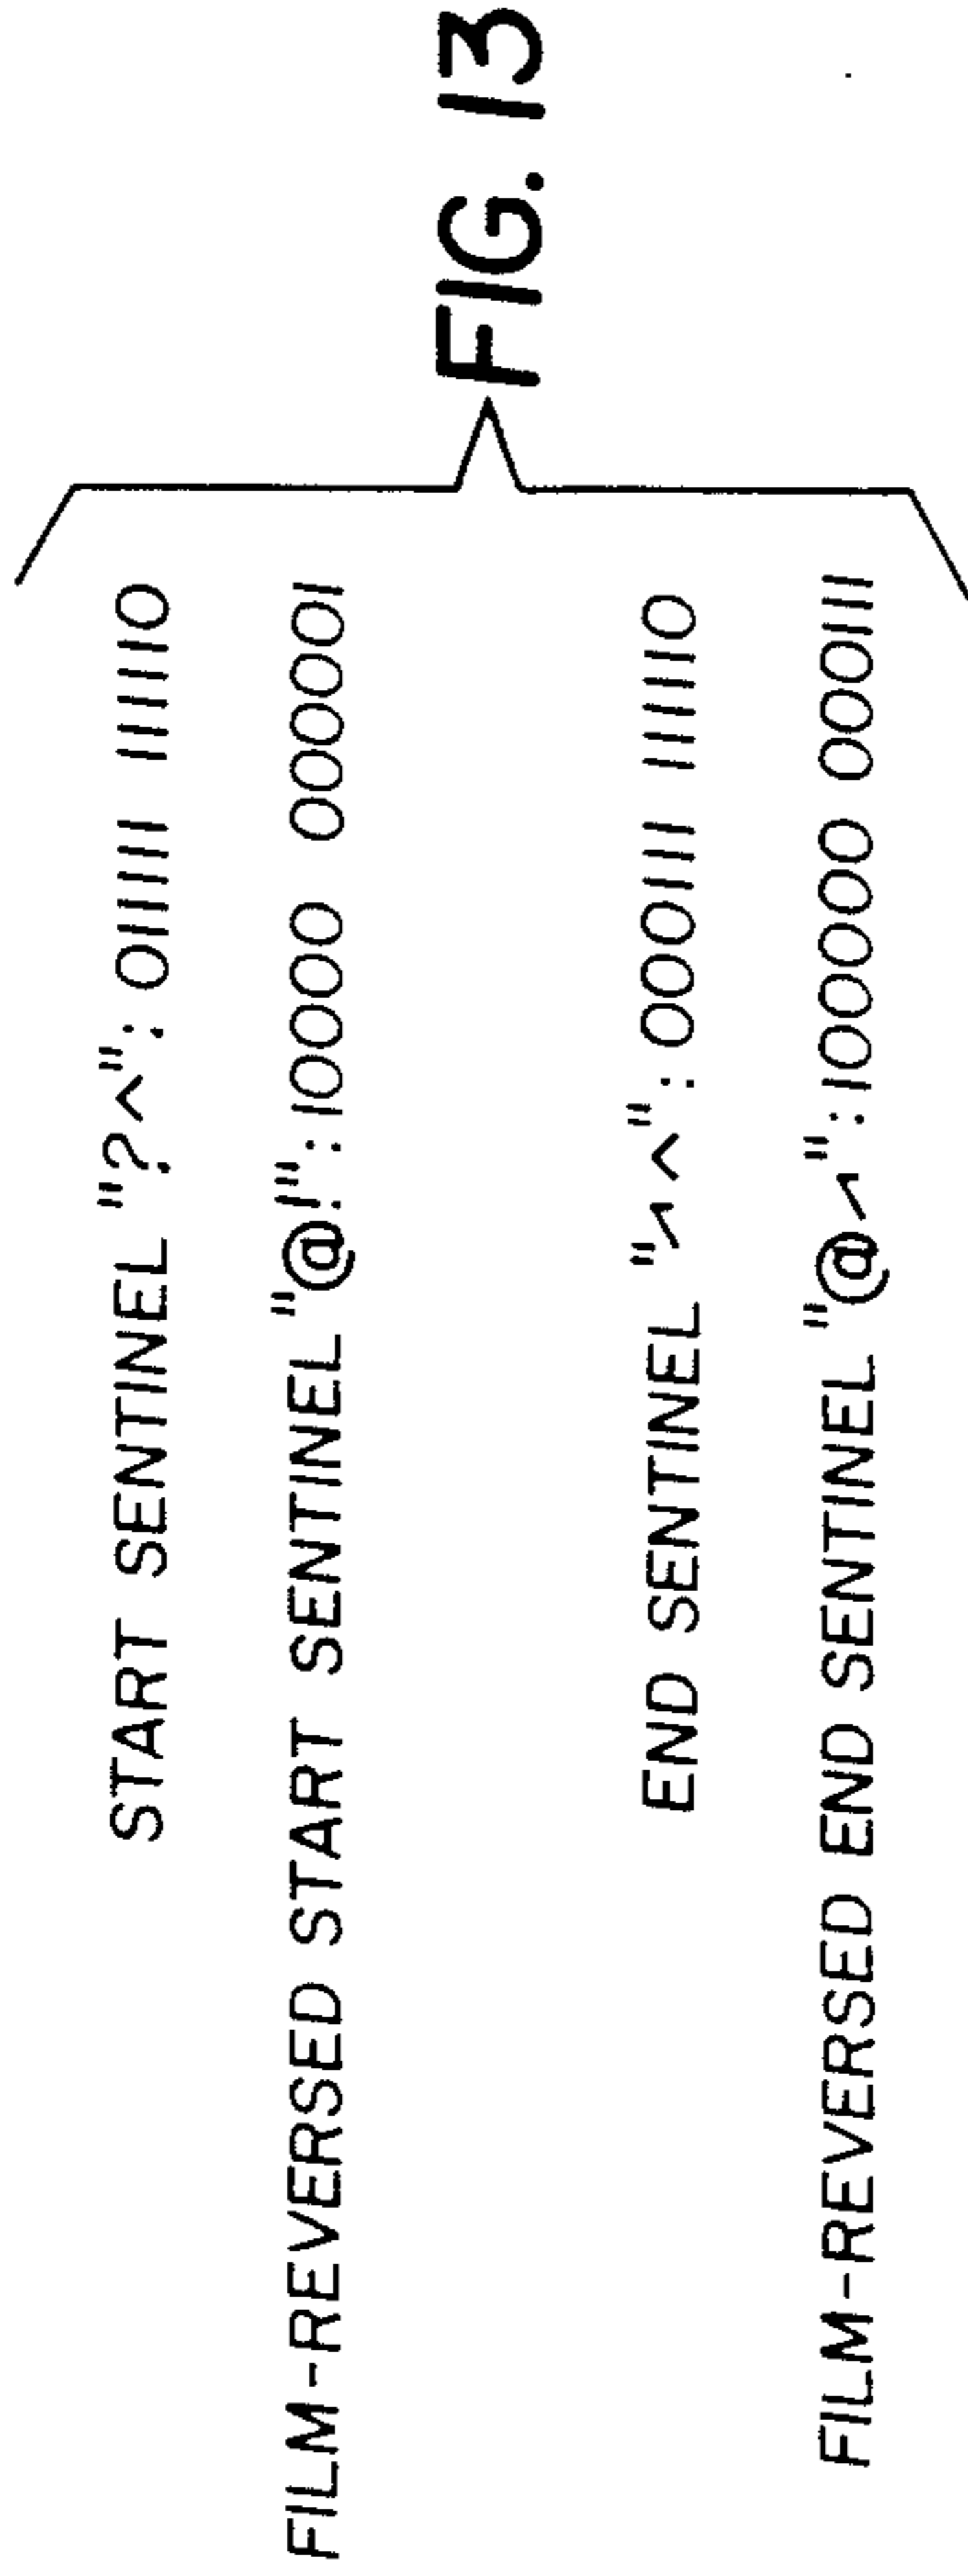 START SENTINEL "?^": 011111 111110
FILM-REVERSED START SENTINEL "@!": 10000 000001
END SENTINEL "⁁^": 000111 111110
FILM-REVERSED END SENTINEL "@⁁": 100000 000111
FIG. 13